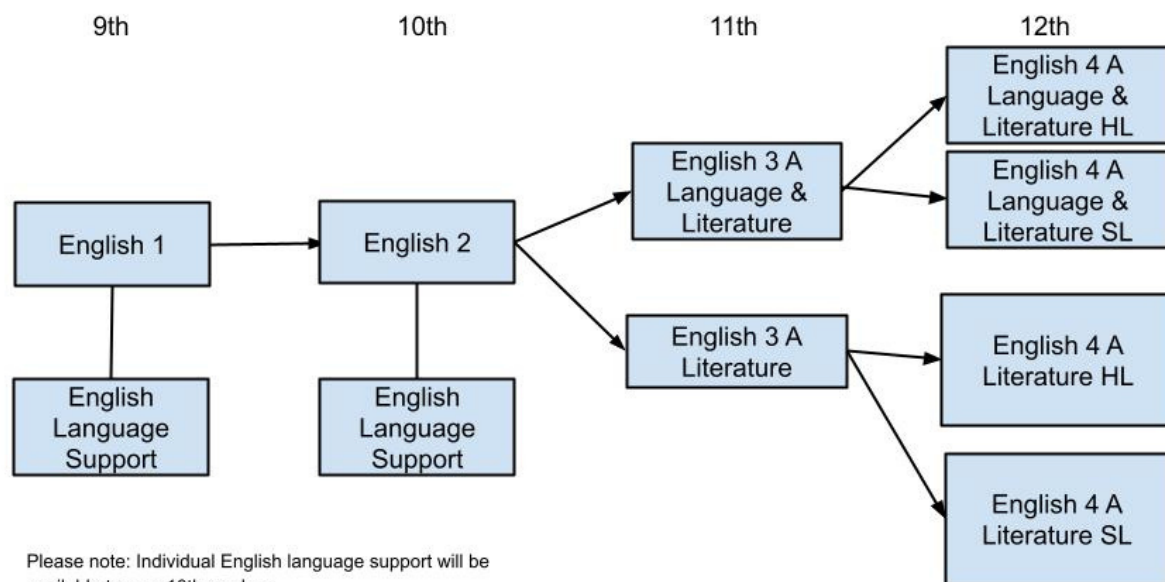 9th
10th
11th
12th
English 1
English 2
English 3 A
Language &
Literature
English 4 A
Language &
Literature HL
English 4 A
Language &
Literature SL
English
Language
Support
English
Language
Support
English 3 A
Literature
English 4 A
Literature HL
English 4 A
Literature SL
Please note: Individual English language support will be